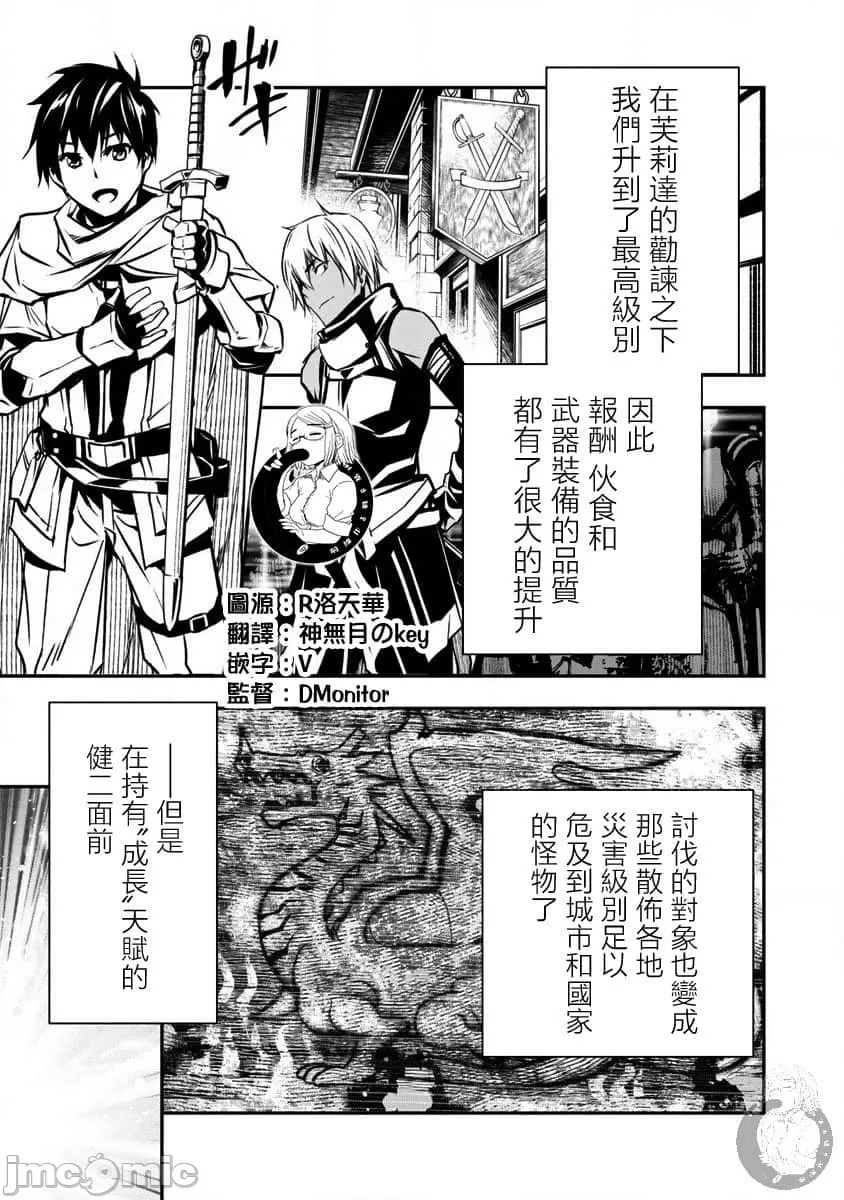 在芙莉達的勸諫之下
我們升到了最高級別
因此
報酬 伙食和
武器裝備的品質
都有了很大的提升
ガキ
圖源：R洛天華
翻譯：神無月のkey
嵌字：V
監督：DMonitor
討伐的對象也變成
那些散佈各地
災害級別足以
危及到城市和國家
的怪物了
──但是
在持有〝成長〞天賦的
健二面前
jmcomic